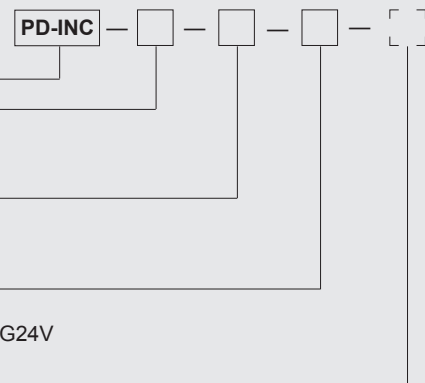 PD-INC — — — —
G24V